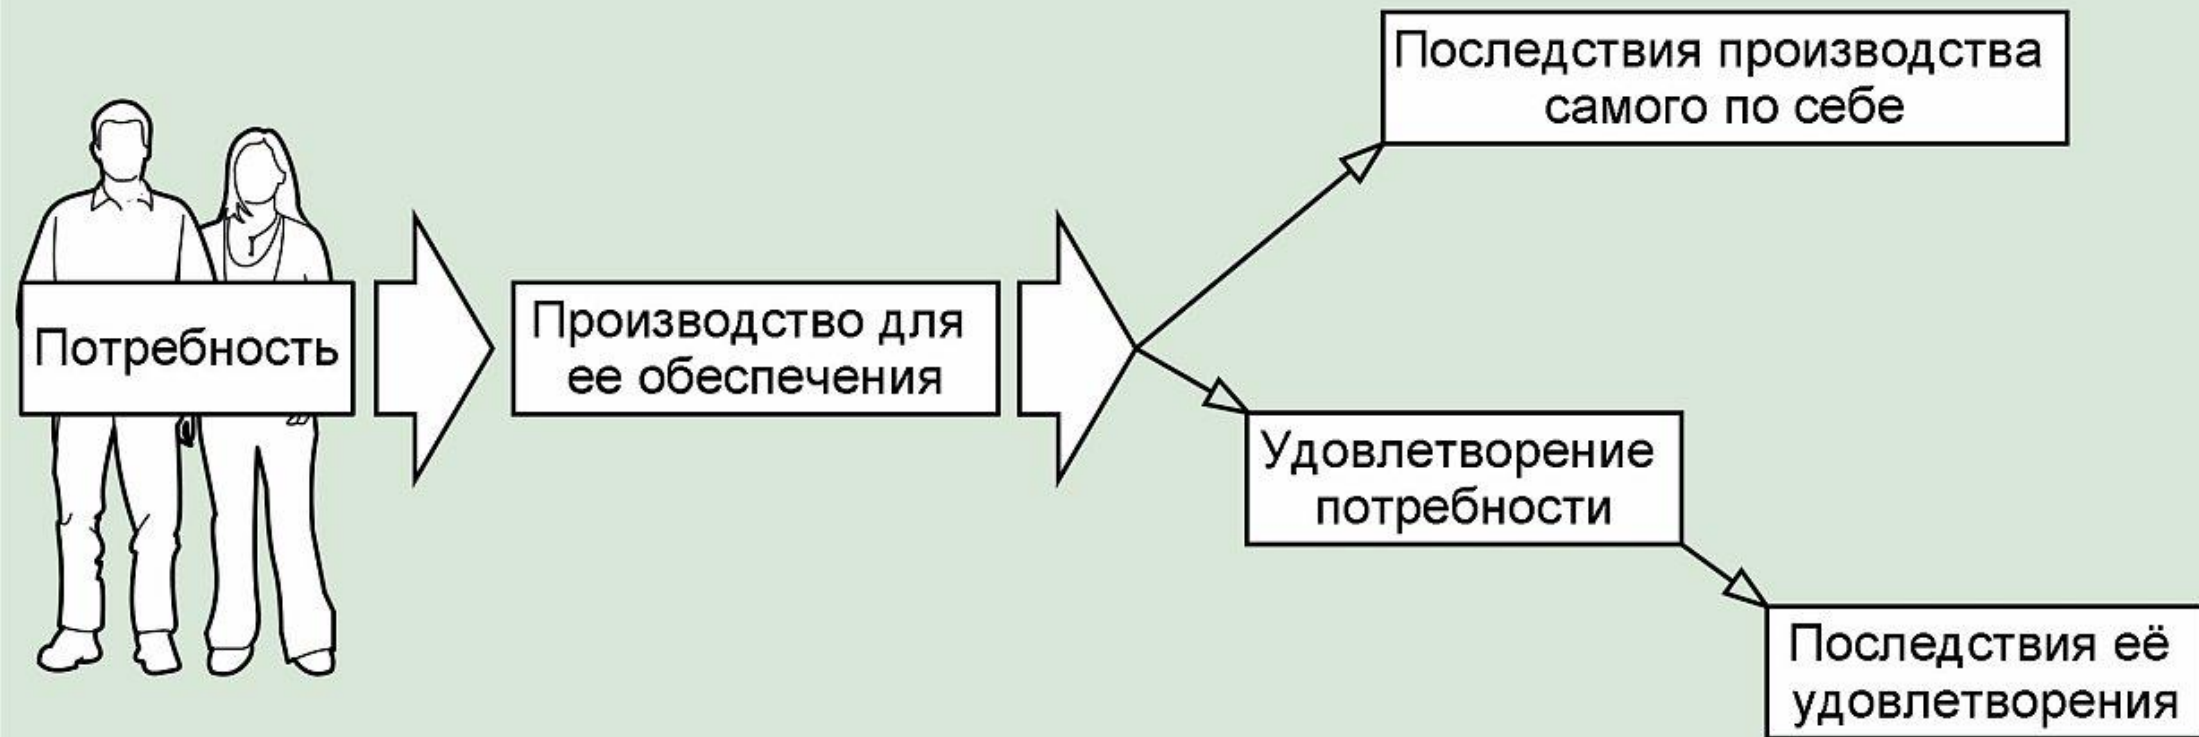 Последствия производства
самого по себе
Потребность
Производство для
ее обеспечения
Удовлетворение
потребности
Последствия её
удовлетворения